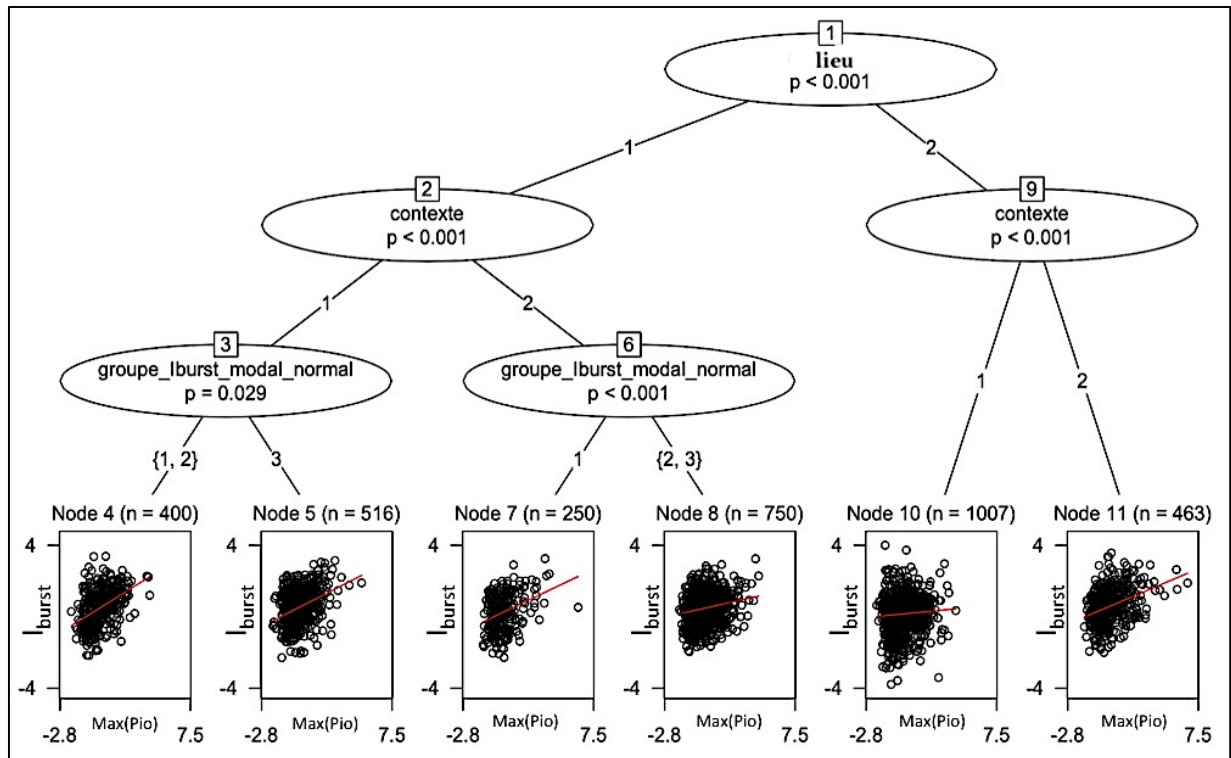 1
lieu
p < 0.001
1
2
2
contexte
p < 0.001
9
contexte
p < 0.001
1
2
1
2
3
groupe_Iburst_modal_normal
p = 0.029
6
groupe_Iburst_modal_normal
p < 0.001
{1, 2}
3
1
{2, 3}
Node 4 (n = 400)
4
Iburst
-4
Max(Pio)
-2.8 7.5
Node 5 (n = 516)
4
Iburst
-4
Max(Pio)
-2.8 7.5
Node 7 (n = 250)
4
Iburst
-4
Max(Pio)
-2.8 7.5
Node 8 (n = 750)
4
Iburst
-4
Max(Pio)
-2.8 7.5
Node 10 (n = 1007)
4
Iburst
-4
Max(Pio)
-2.8 7.5
Node 11 (n = 463)
4
Iburst
-4
Max(Pio)
-2.8 7.5